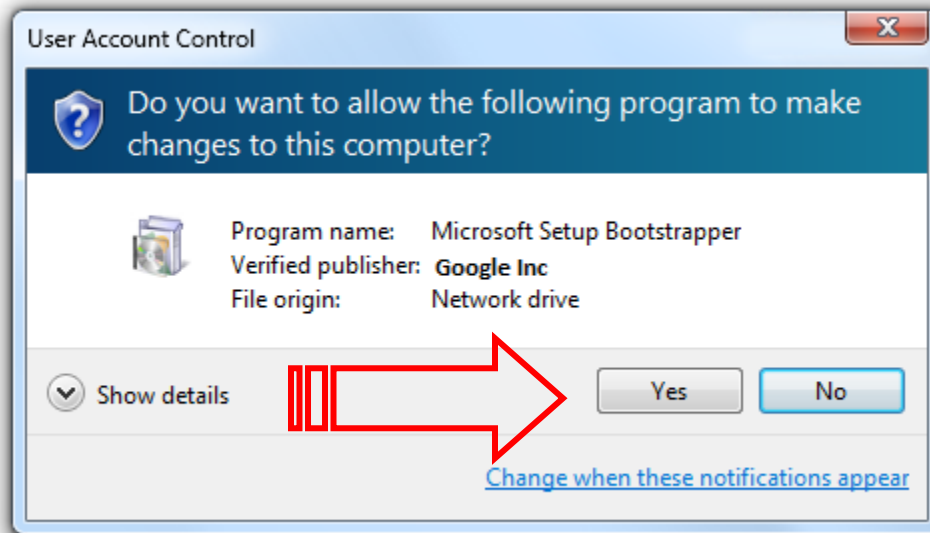 User Account Control
Do you want to allow the following program to make
changes to this computer?
Program name: Microsoft Setup Bootstrapper
Verified publisher: Google Inc
File origin: Network drive
Show details
Yes No
Change when these notifications appear